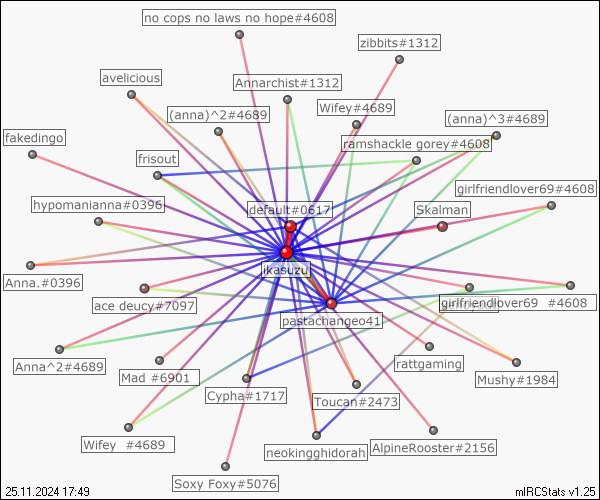 no cops no laws no hope#4608
zibbits#1312
avelicious
Annarchist#1312
Wifey#4689
(anna)^2#4689
(anna)^3#4689
fakedingo
ramshackle gorey#4608
frisout
girlfriendlover69#4608
hypomanianna#0396
default#0617
Skalman
ikasuzu
Anna.#0396
ace deucy#7097
girlfriendlover69 #4608
pastachangeo41
Anna^2#4689
rattgaming
Mad #6901
Mushy#1984
Cypha#1717
Toucan#2473
Wifey #4689
AlpineRooster#2156
neokingghidorah
Soxy Foxy#5076
25.11.2024 17:49
mIRCStats v1.25